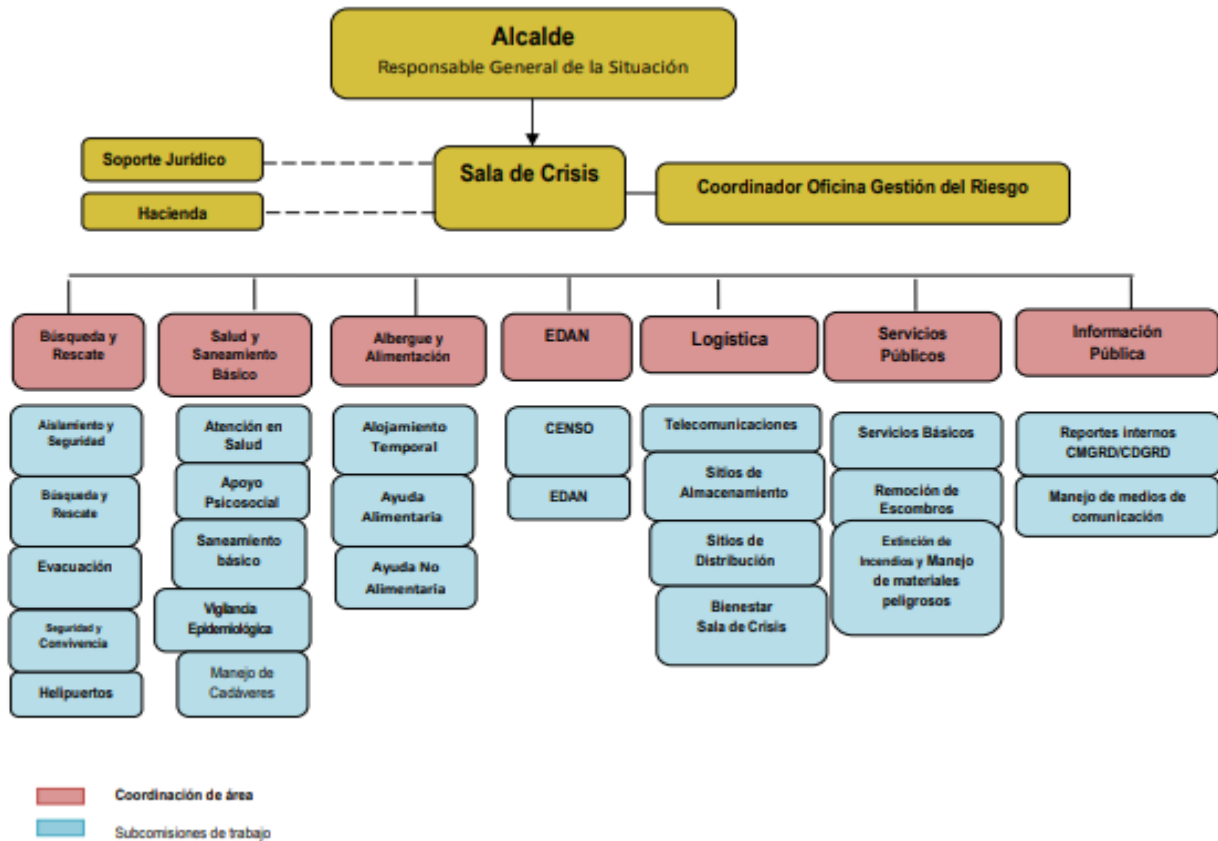 Alcalde
Responsable General de la Situación
Soporte Jurídico
Sala de Crisis
Coordinador Oficina Gestión del Riesgo
Hacienda
Búsqueda y
Rescate
Salud y
Saneamiento
Básico
Albergue y
Alimentación
EDAN
Logística
Servicios
Públicos
Información
Pública
Aislamiento y
Seguridad
Búsqueda y
Rescate
Evacuación
Seguridad y
Convivencia
Helipuertos
Atención en
Salud
Apoyo
Psicosocial
Saneamiento
básico
Vigilancia
Epidemiológica
Manejo de
Cadáveres
Alojamiento
Temporal
Ayuda
Alimentaria
Ayuda No
Alimentaria
CENSO
EDAN
Telecomunicaciones
Sitios de
Almacenamiento
Sitios de
Distribución
Bienestar
Sala de Crisis
Servicios Básicos
Remoción de
Escombros
Extinción de
Incendios y Manejo
de materiales
peligrosos
Reportes internos
CMGRD/CDGRD
Manejo de medios de
comunicación
Coordinación de área
Subcomisiones de trabajo